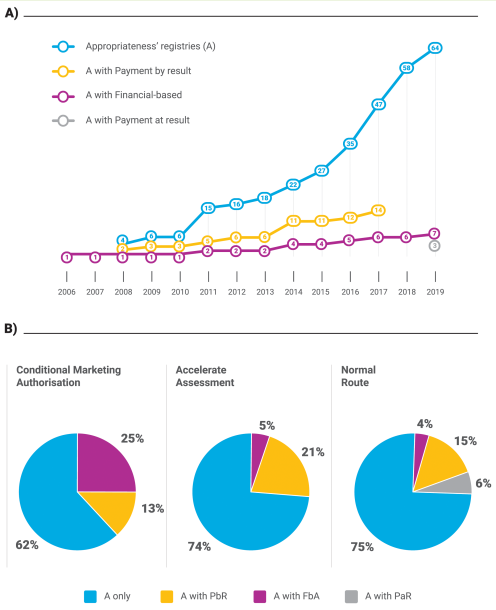 A)
Appropriateness' registries (A)
A with Payment by result
A with Financial-based
A with Payment at result
4 6 6 15 16 18 22 27 35 47 58 64
2 3 3 5 6 6 11 11 12 14
1 1 1 1 1 2 2 2 4 4 5 6 6 7
3
2006 2007 2008 2009 2010 2011 2012 2013 2014 2015 2016 2017 2018 2019
B)
Conditional Marketing
Authorisation
25%
13%
62%
Accelerate
Assessment
5%
21%
74%
Normal
Route
4%
15%
6%
75%
A only
A with PbR
A with FbA
A with PaR